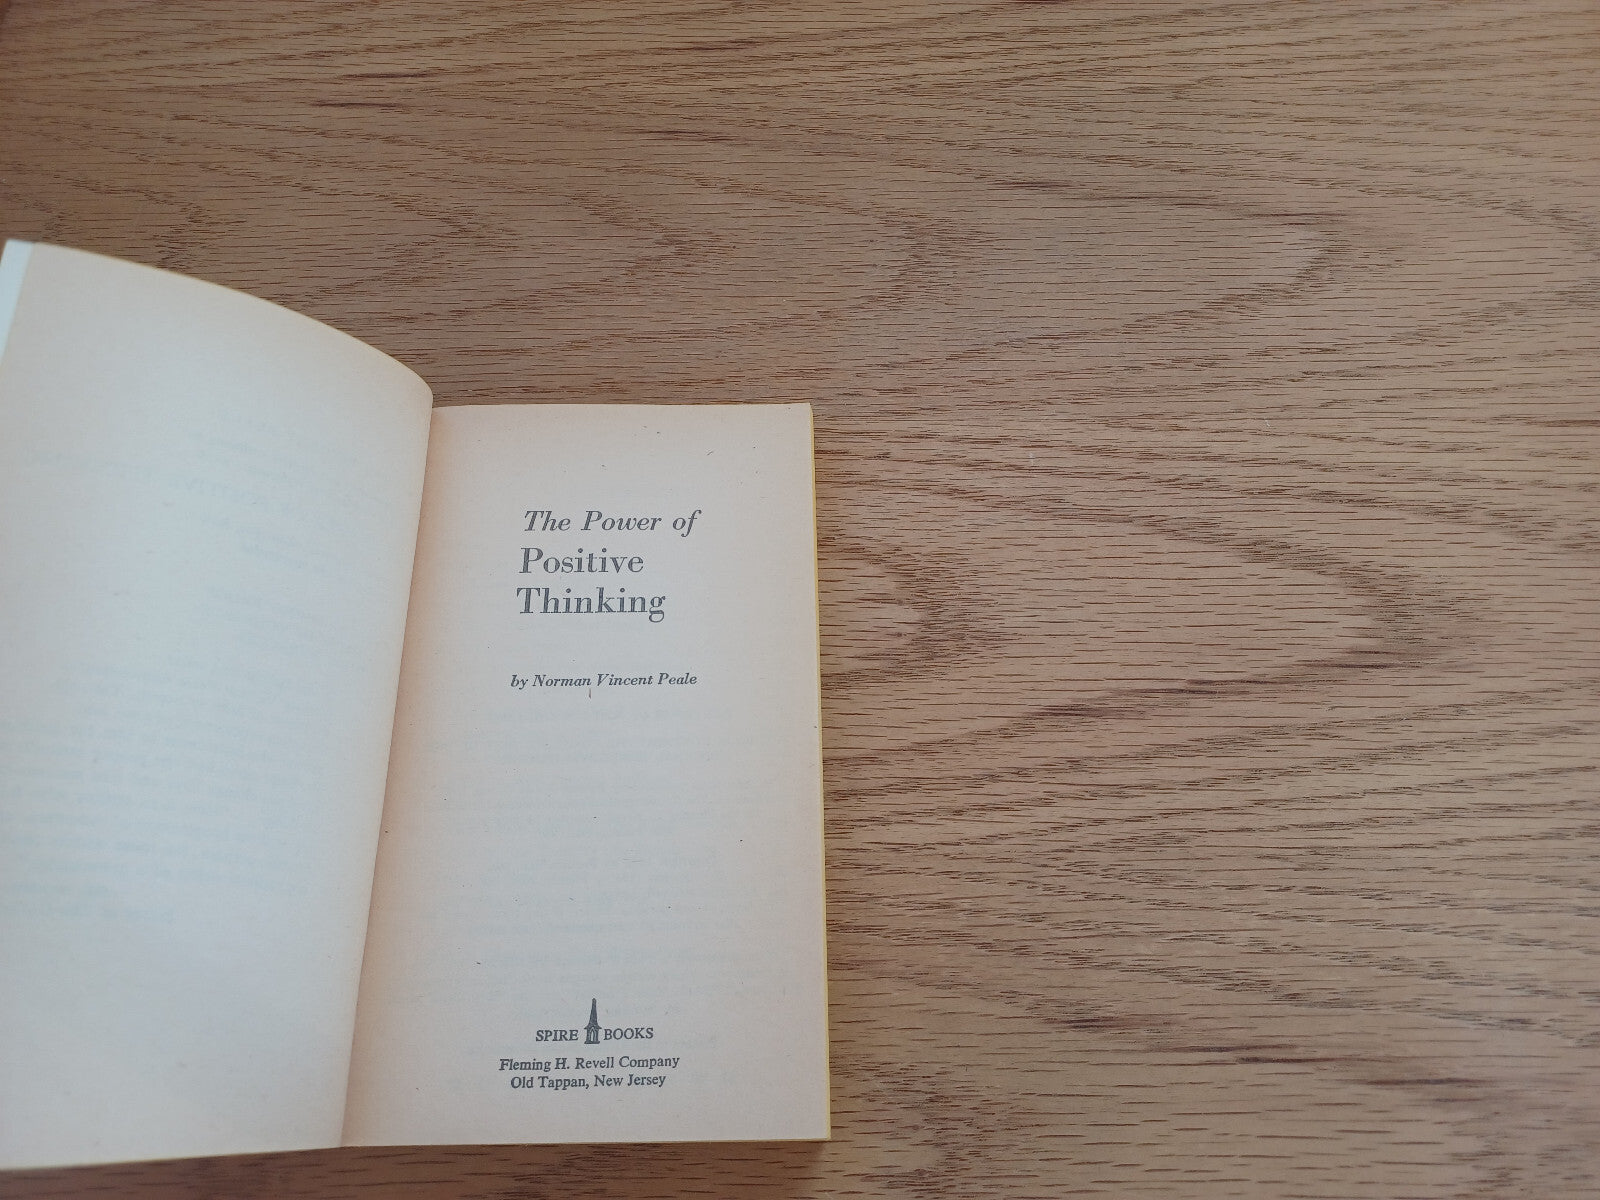 The Power of
Positive
Thinking
by Norman Vincent Peale
SPIRE BOOKS
Fleming H. Revell Company
Old Tappan, New Jersey